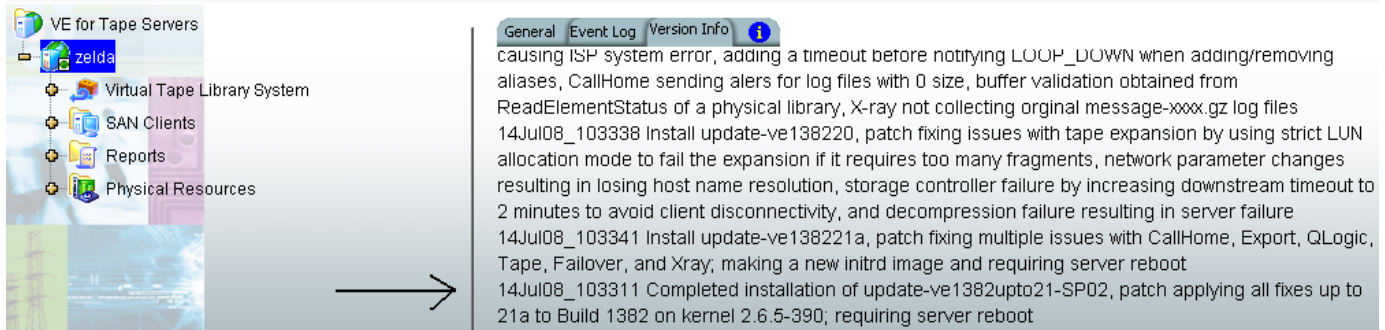 VE for Tape Servers
zelda
Virtual Tape Library System
SAN Clients
Reports
Physical Resources
General Event Log Version Info
causing ISP system error, adding a timeout before notifying LOOP_DOWN when adding/removing
aliases, CallHome sending alers for log files with 0 size, buffer validation obtained from
ReadElementStatus of a physical library, X-ray not collecting orginal message-xxxx.gz log files
14Jul08_103338 Install update-ve138220, patch fixing issues with tape expansion by using strict LUN
allocation mode to fail the expansion if it requires too many fragments, network parameter changes
resulting in losing host name resolution, storage controller failure by increasing downstream timeout to
2 minutes to avoid client disconnectivity, and decompression failure resulting in server failure
14Jul08_103341 Install update-ve138221a, patch fixing multiple issues with CallHome, Export, QLogic,
Tape, Failover, and Xray; making a new initrd image and requiring server reboot
14Jul08_103311 Completed installation of update-ve1382upto21-SP02, patch applying all fixes up to
21a to Build 1382 on kernel 2.6.5-390; requiring server reboot